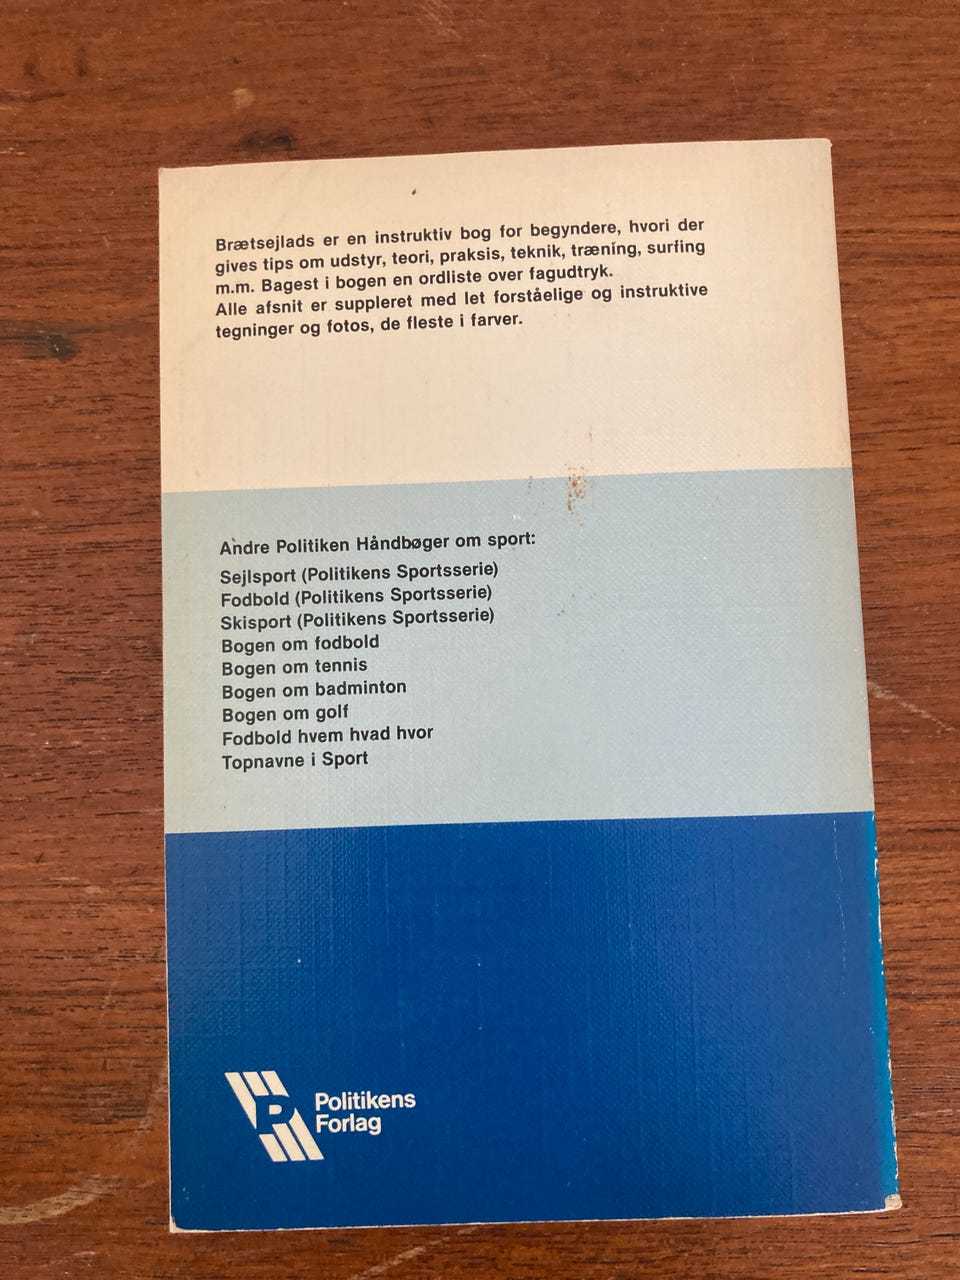 Brætsejlads er en instruktiv bog for begyndere, hvori der
gives tips om udstyr, teori, praksis, teknik, træning, surfing
m.m. Bagest i bogen en ordliste over fagudtryk.
Alle afsnit er suppleret med let forståelige og instruktive
tegninger og fotos, de fleste i farver.
Andre Politiken Håndbøger om sport:
Sejlsport (Politikens Sportsserie)
Fodbold (Politikens Sportsserie)
Skisport (Politikens Sportsserie)
Bogen om fodbold
Bogen om tennis
Bogen om badminton
Bogen om golf
Fodbold hvem hvad hvor
Topnavne i Sport
P
Politikens
Forlag